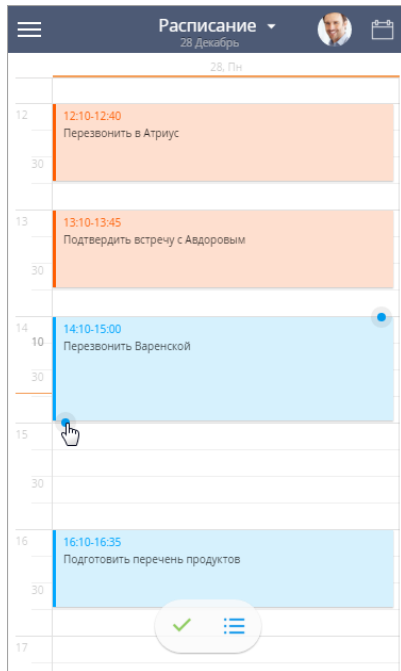 Расписание
28 Декабрь
28, Пн
12
12:10-12:40
Перезвонить в Атриус
30
13
13:10-13:45
Подтвердить встречу с Авдоровым
30
14
14:10-15:00
10
Перезвонить Варенской
30
15
30
16
16:10-16:35
Подготовить перечень продуктов
30
17